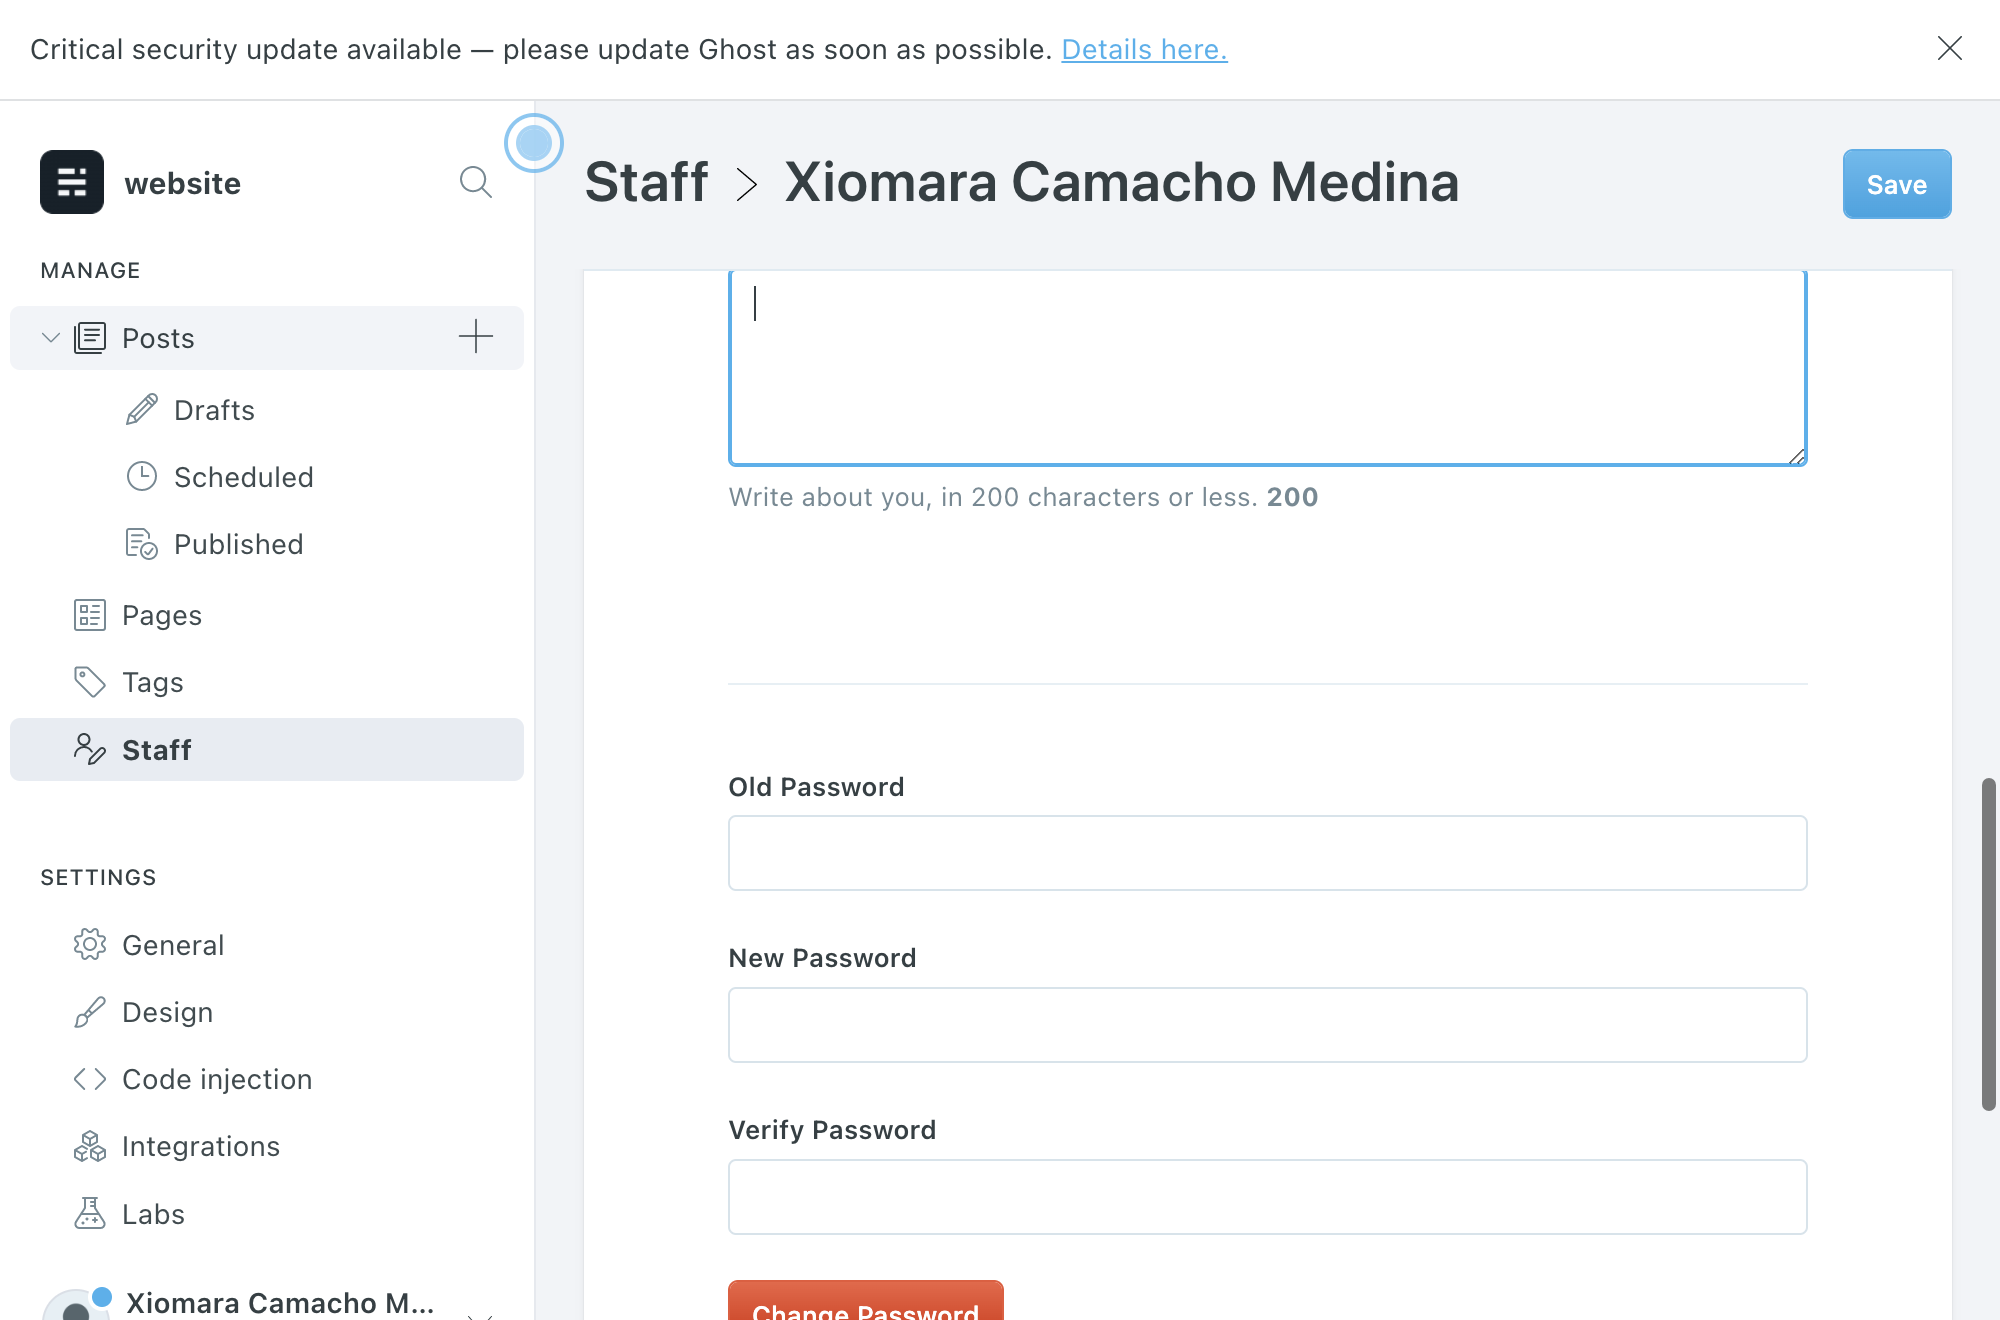 Critical security update available — please update Ghost as soon as possible. Details here.
website
MANAGE
Posts
Drafts
Scheduled
Published
Pages
Tags
Staff
SETTINGS
General
Design
Code injection
Integrations
Labs
Xiomara Camacho M...
Staff > Xiomara Camacho Medina
Save
Write about you, in 200 characters or less. 200
Old Password
New Password
Verify Password
Change Password